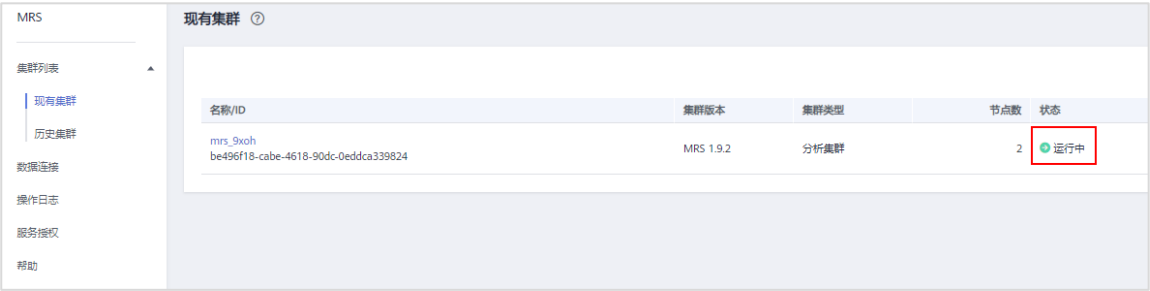 MRS
现有集群 ?
集群列表
现有集群
历史集群
数据连接
操作日志
服务授权
帮助
名称/ID 集群版本 集群类型 节点数 状态
mrs_9xoh
be496f18-cabe-4618-90dc-0eddca339824 MRS 1.9.2 分析集群 2 运行中